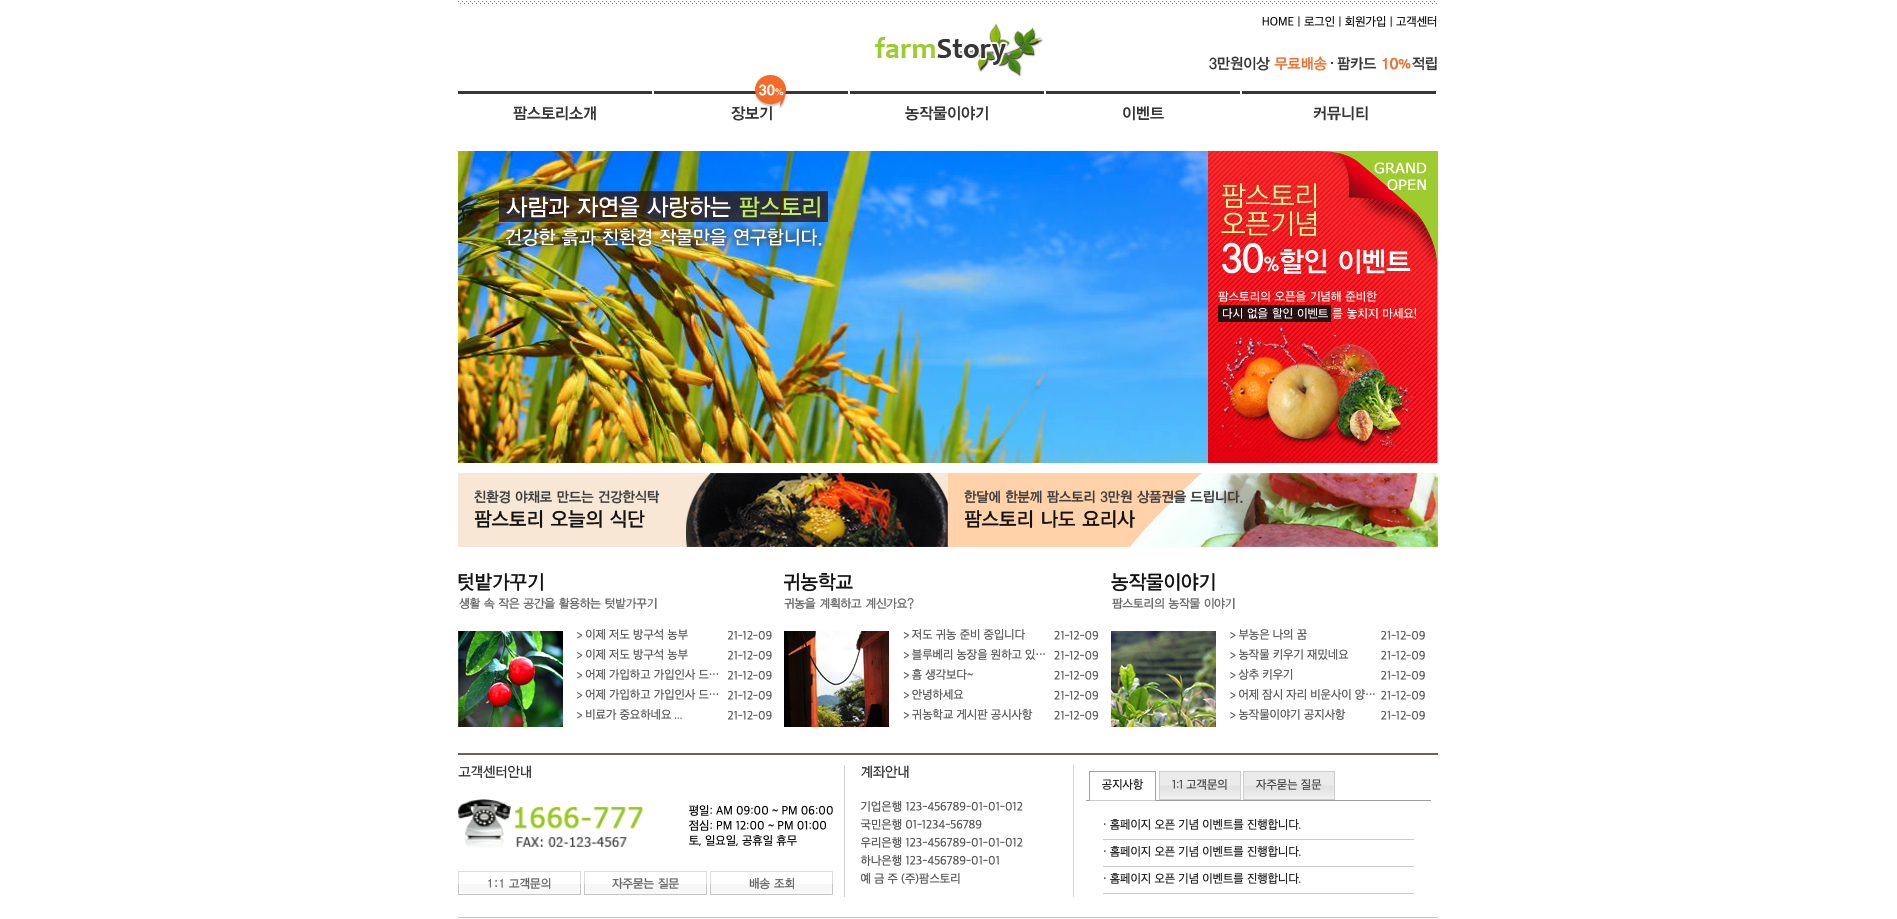 HOME | 로그인 | 회원가입 | 고객센터
farmStory
3만원이상 무료배송 · 팜카드 10%적립
30%
팜스토리소개
장보기
농작물이야기
이벤트
커뮤니티
사람과 자연을 사랑하는 팜스토리
건강한 흙과 친환경 작물만을 연구합니다.
GRAND
OPEN
팜스토리
오픈기념
30%할인 이벤트
팜스토리의 오픈을 기념해 준비한
다시 없을 할인 이벤트를 놓치지 마세요!
친환경 야채로 만드는 건강한식탁
팜스토리 오늘의 식단
한달에 한분께 팜스토리 3만원 상품권을 드립니다.
팜스토리 나도 요리사
텃밭가꾸기
생활 속 작은 공간을 활용하는 텃밭가꾸기
> 이제 저도 방구석 농부 21-12-09
> 이제 저도 방구석 농부 21-12-09
> 어제 가입하고 가입인사 드… 21-12-09
> 어제 가입하고 가입인사 드… 21-12-09
> 비료가 중요하네요 ... 21-12-09
귀농학교
귀농을 계획하고 계신가요?
> 저도 귀농 준비 중입니다 21-12-09
> 블루베리 농장을 원하고 있… 21-12-09
> 흠 생각보다~ 21-12-09
> 안녕하세요 21-12-09
> 귀농학교 게시판 공시사항 21-12-09
농작물이야기
팜스토리의 농작물 이야기
> 부농은 나의 꿈 21-12-09
> 농작물 키우기 재밌네요 21-12-09
> 상추 키우기 21-12-09
> 어제 잠시 자리 비운사이 양… 21-12-09
> 농작물이야기 공지사항 21-12-09
고객센터안내
1666-777
FAX: 02-123-4567
평일: AM 09:00 ~ PM 06:00
점심: PM 12:00 ~ PM 01:00
토, 일요일, 공휴일 휴무
1:1 고객문의
자주묻는 질문
배송 조회
계좌안내
기업은행 123-456789-01-01-012
국민은행 01-1234-56789
우리은행 123-456789-01-01-012
하나은행 123-456789-01-01
예 금 주 (주)팜스토리
공지사항
1:1 고객문의
자주묻는 질문
· 홈페이지 오픈 기념 이벤트를 진행합니다.
· 홈페이지 오픈 기념 이벤트를 진행합니다.
· 홈페이지 오픈 기념 이벤트를 진행합니다.